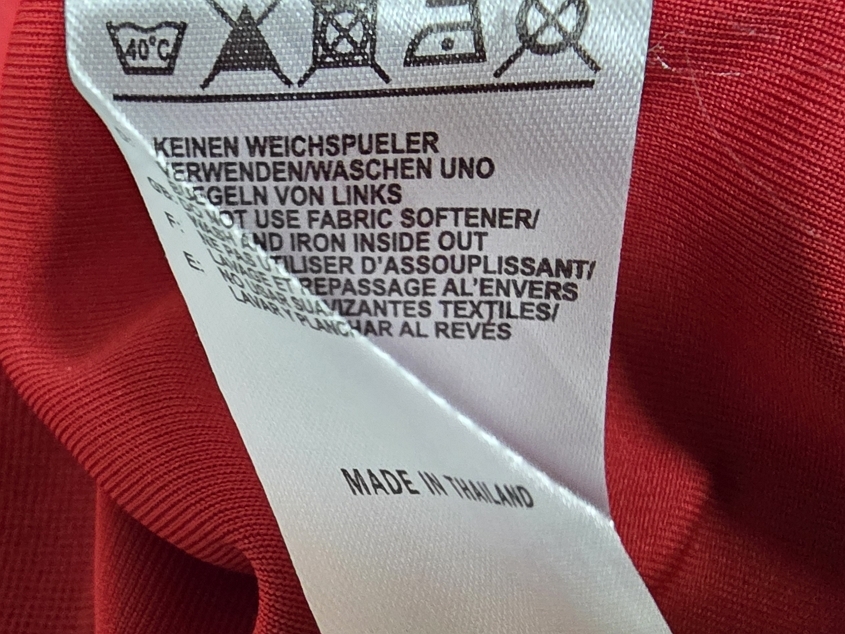 40°C
KEINEN WEICHSPUELER
VERWENDEN/WASCHEN UNO
BUEGELN VON LINKS
GB: DO NOT USE FABRIC SOFTENER/
WASH AND IRON INSIDE OUT
F: NE PAS UTILISER D'ASSOUPLISSANT/
LAVAGE ET REPASSAGE AL'ENVERS
E: NO USAR SUAVIZANTES TEXTILES/
LAVAR Y PLANCHAR AL REVÉS
MADE IN THAILAND